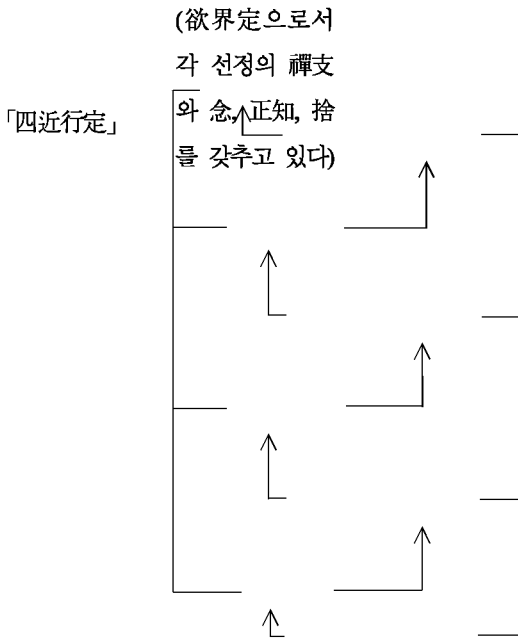 (欲界定으로서
각 선정의 禪支
와 念, 正知, 捨
를 갖추고 있다)
「四近行定」